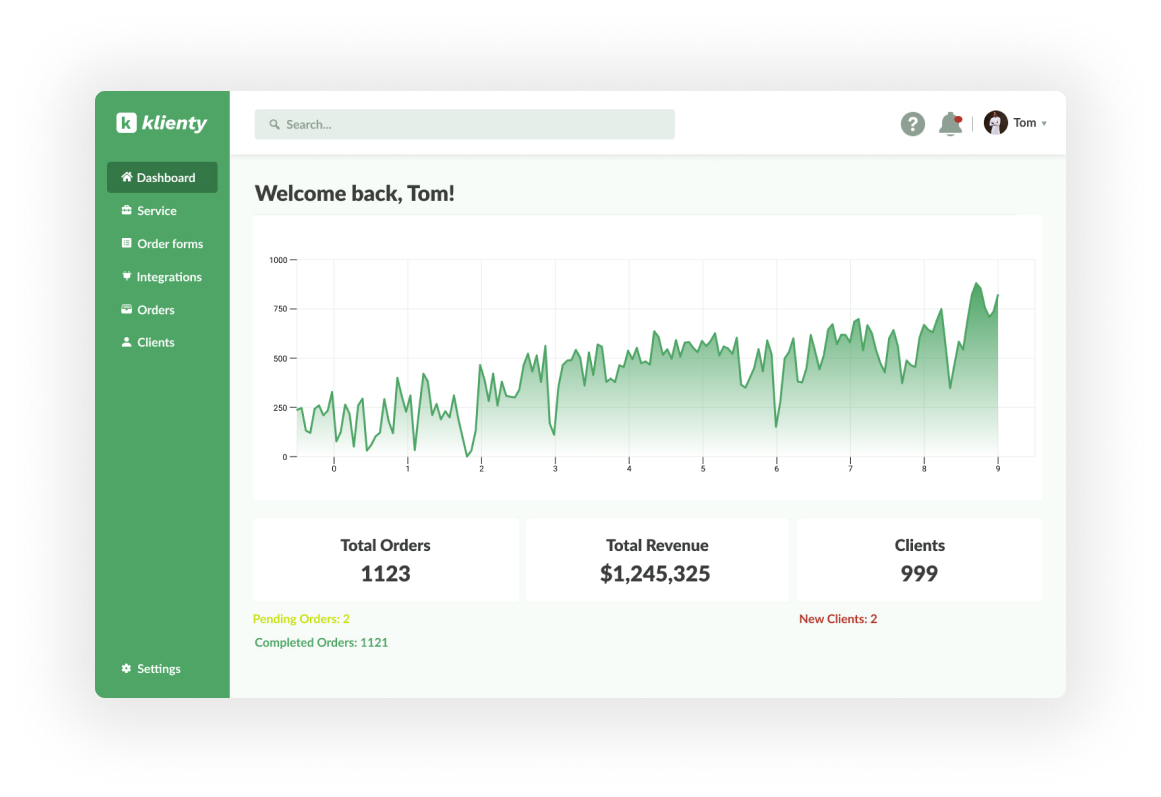 klienty
Search...
?
Tom
Dashboard
Service
Order forms
Integrations
Orders
Clients
Settings
Welcome back, Tom!
1000
750
500
250
0
0 1 2 3 4 5 6 7 8 9
Total Orders
1123
Total Revenue
$1,245,325
Clients
999
Pending Orders: 2
New Clients: 2
Completed Orders: 1121